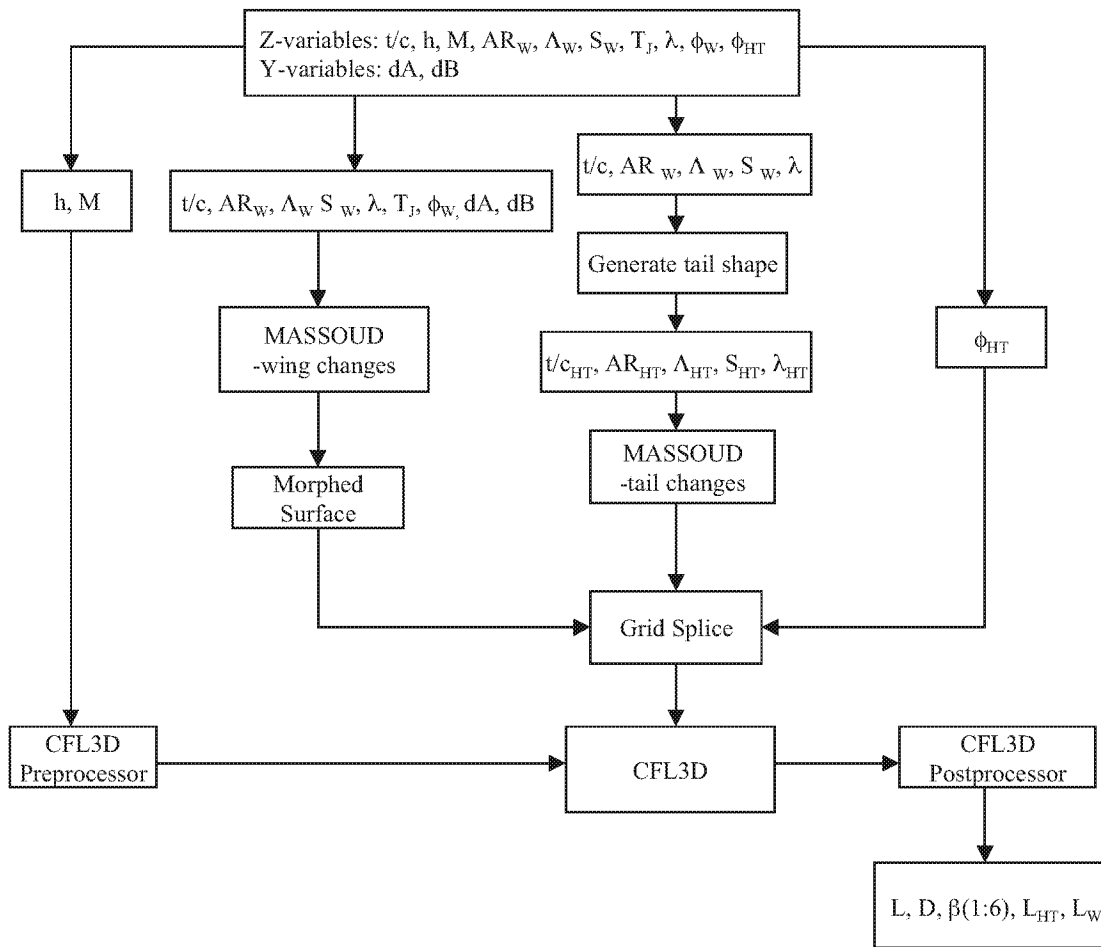 Z-variables: t/c, h, M, AR_W, Λ_W, S_W, T_J, λ, ϕ_W, ϕ_HT
Y-variables: dA, dB
t/c, AR_W, Λ_W, S_W, λ
h, M
t/c, AR_W, Λ_W S_W, λ, T_J, ϕ_W, dA, dB
Generate tail shape
MASSOUD
-wing changes
t/c_HT, AR_HT, Λ_HT, S_HT, λ_HT
ϕ_HT
MASSOUD
-tail changes
Morphed
Surface
Grid Splice
CFL3D
Preprocessor
CFL3D
CFL3D
Postprocessor
L, D, β(1:6), L_HT, L_W